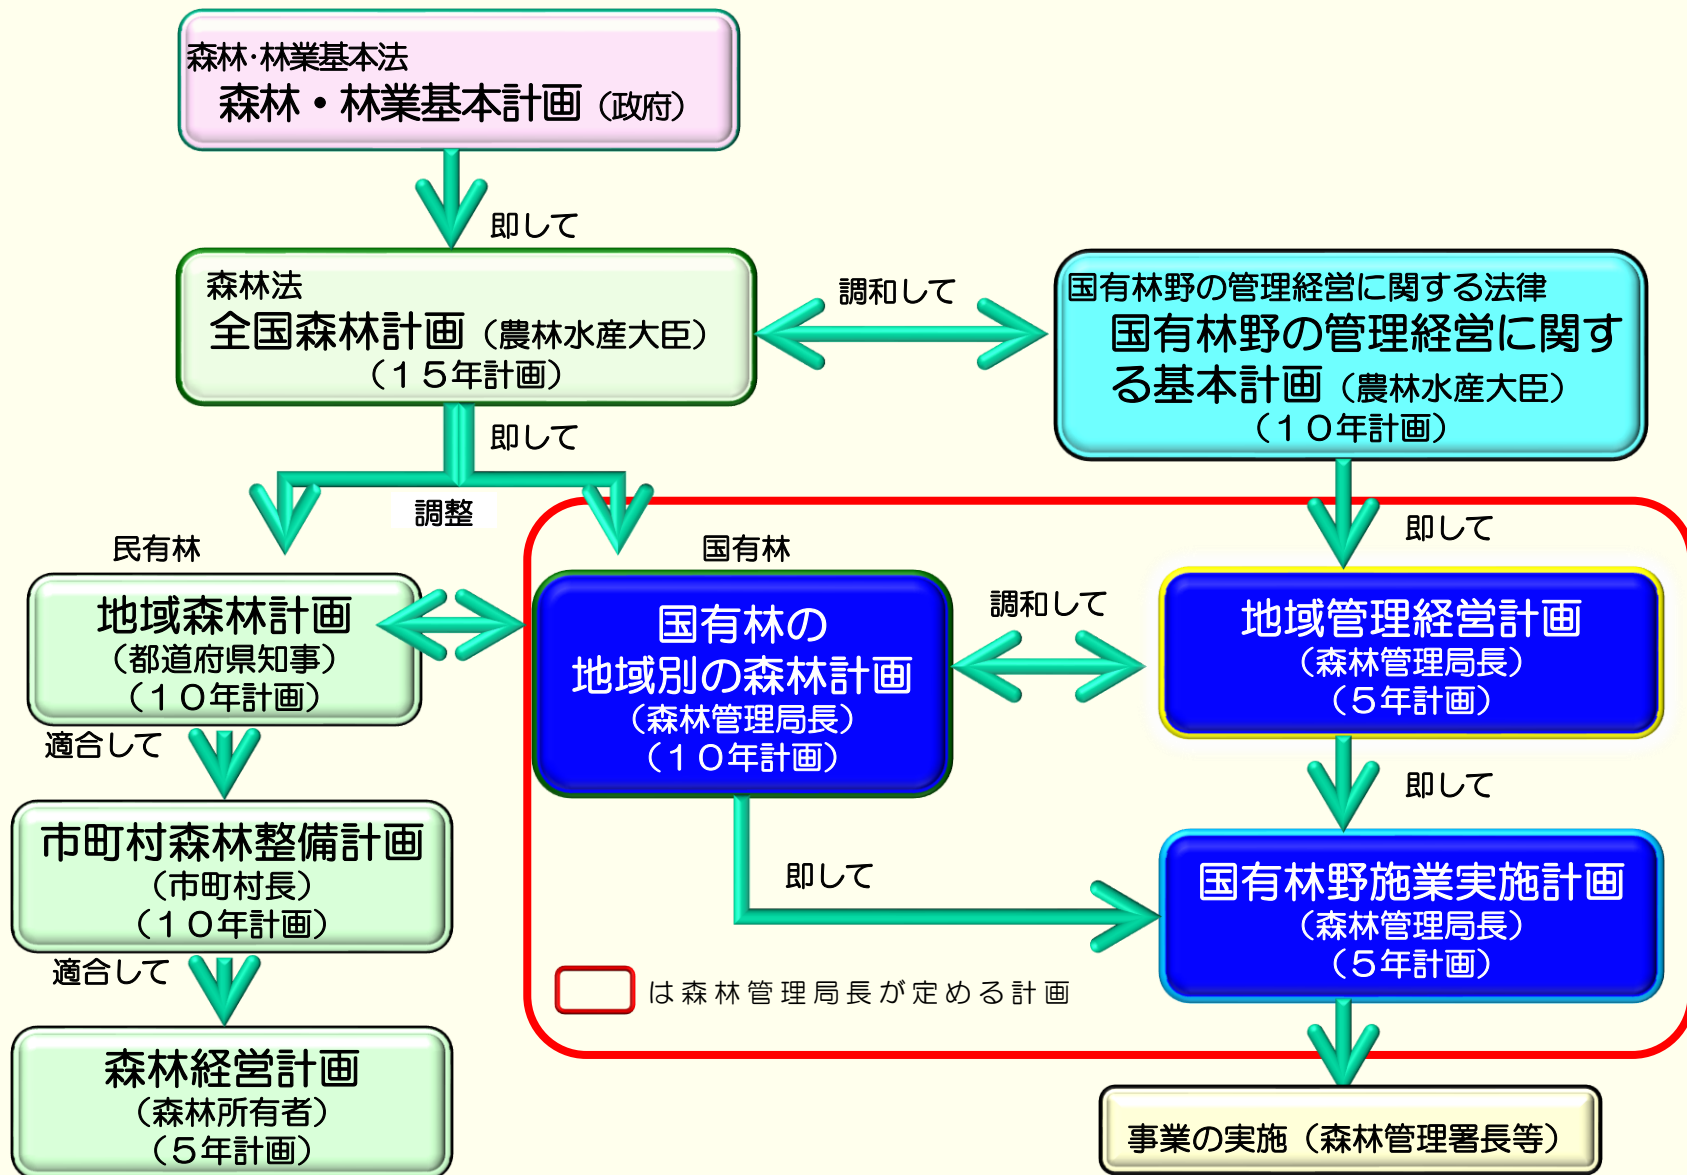 森林・林業基本法
森林・林業基本計画（政府）
即して
森林法
全国森林計画（農林水産大臣）
（１５年計画）
調和して
国有林野の管理経営に関する法律
国有林野の管理経営に関す
る基本計画（農林水産大臣）
（１０年計画）
即して
調整
即して
民有林
国有林
地域森林計画
（都道府県知事）
（１０年計画）
国有林の
地域別の森林計画
（森林管理局長）
（１０年計画）
調和して
地域管理経営計画
（森林管理局長）
（５年計画）
適合して
即して
市町村森林整備計画
（市町村長）
（１０年計画）
即して
国有林野施業実施計画
（森林管理局長）
（５年計画）
適合して
は森林管理局長が定める計画
森林経営計画
（森林所有者）
（５年計画）
事業の実施（森林管理署長等）